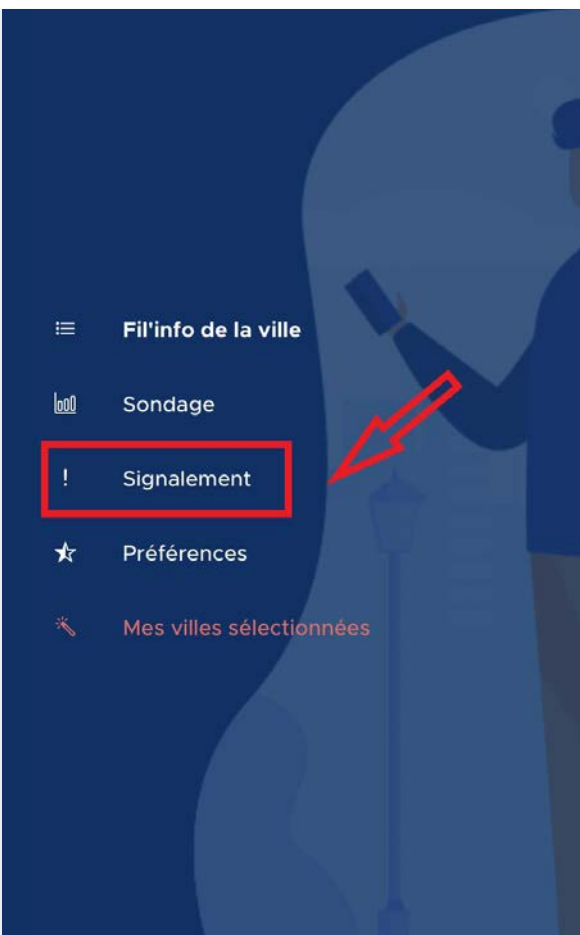 Fil'info de la ville
Sondage
Signalement
Préférences
Mes villes sélectionnées